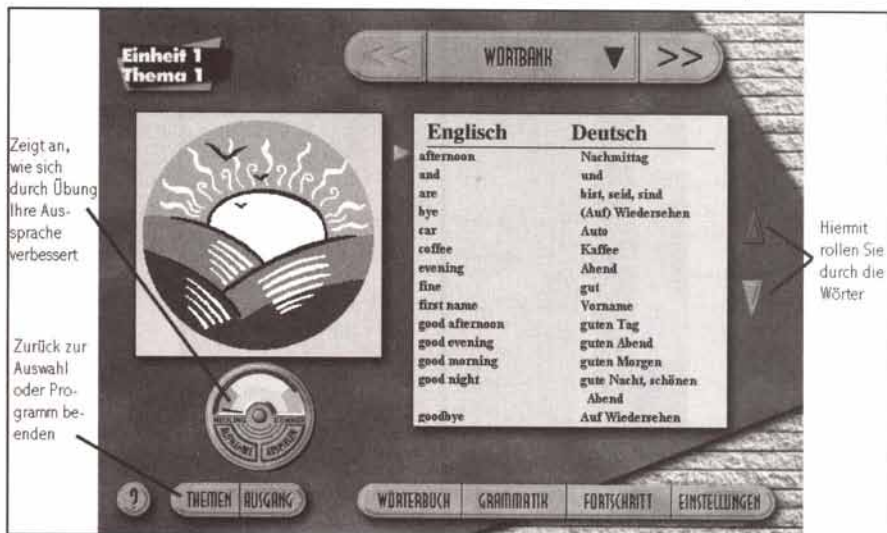 Einheit 1
Thema 1
<< WORTBANK >>
Zeigt an,
wie sich
durch Übung
Ihre Aus-
sprache
verbessert
Zurück zur
Auswahl
oder Pro-
gramm be-
enden
Englisch Deutsch
afternoon Nachmittag
and und
are bist, seid, sind
bye (Auf) Wiedersehen
car Auto
coffee Kaffee
evening Abend
fine gut
first name Vorname
good afternoon guten Tag
good evening guten Abend
good morning guten Morgen
good night gute Nacht, schönen
Abend
goodbye Auf Wiedersehen
Hiermit
rollen Sie
durch die
Wörter
? THEMEN AUSGANG WÖRTERBUCH GRAMMATIK FORTSCHRITT EINSTELLUNGEN